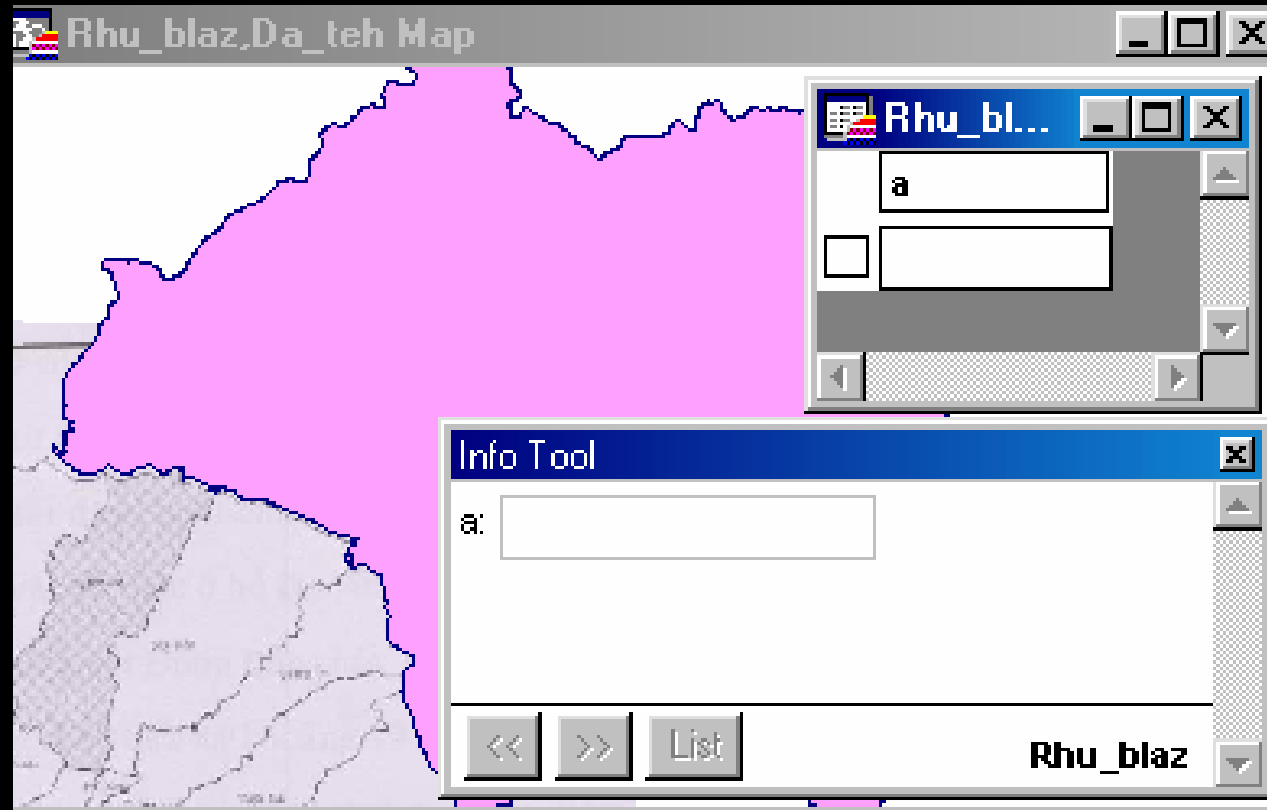 Rhu_blaz,Da_teh Map
Rhu_bl...
a
Info Tool
a:
<< >> List
Rhu_blaz